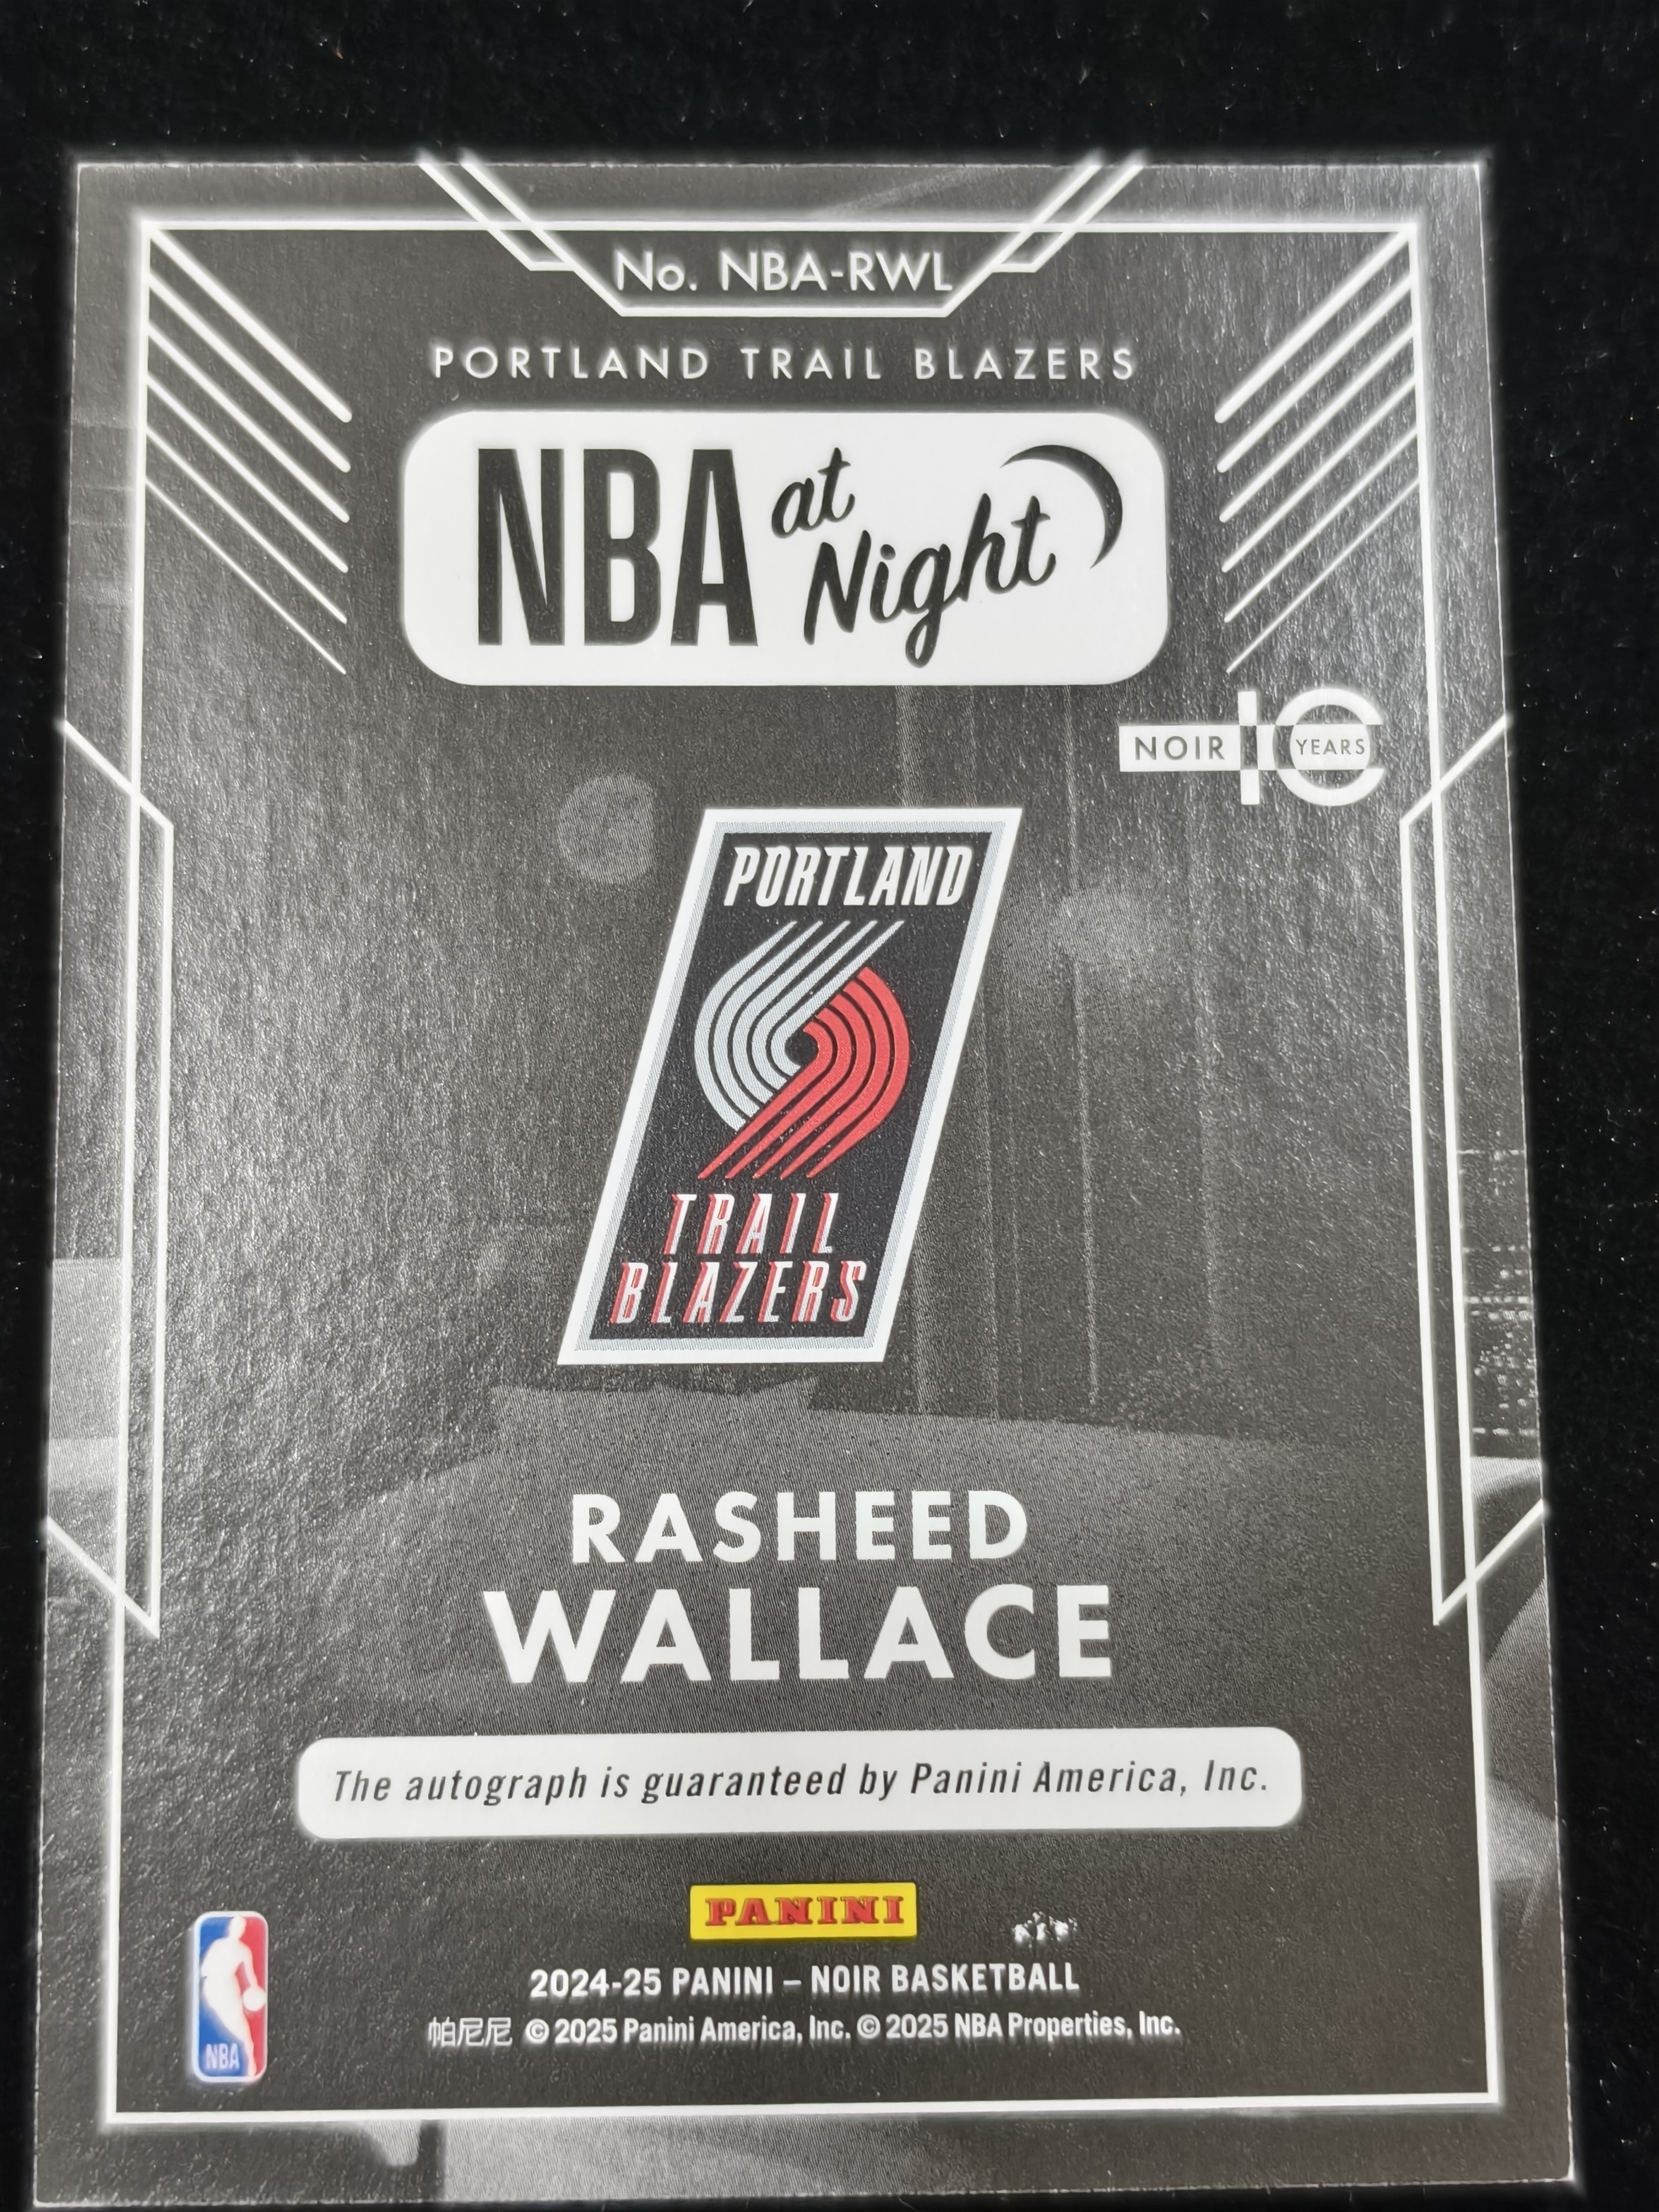 No. NBA-RWL
PORTLAND TRAIL BLAZERS
NBA at Night
NOIR 10 YEARS
PORTLAND
TRAIL
BLAZERS
RASHEED
WALLACE
The autograph is guaranteed by Panini America, Inc.
PANINI
2024-25 PANINI – NOIR BASKETBALL
帕尼尼 © 2025 Panini America, Inc. © 2025 NBA Properties, Inc.
NBA